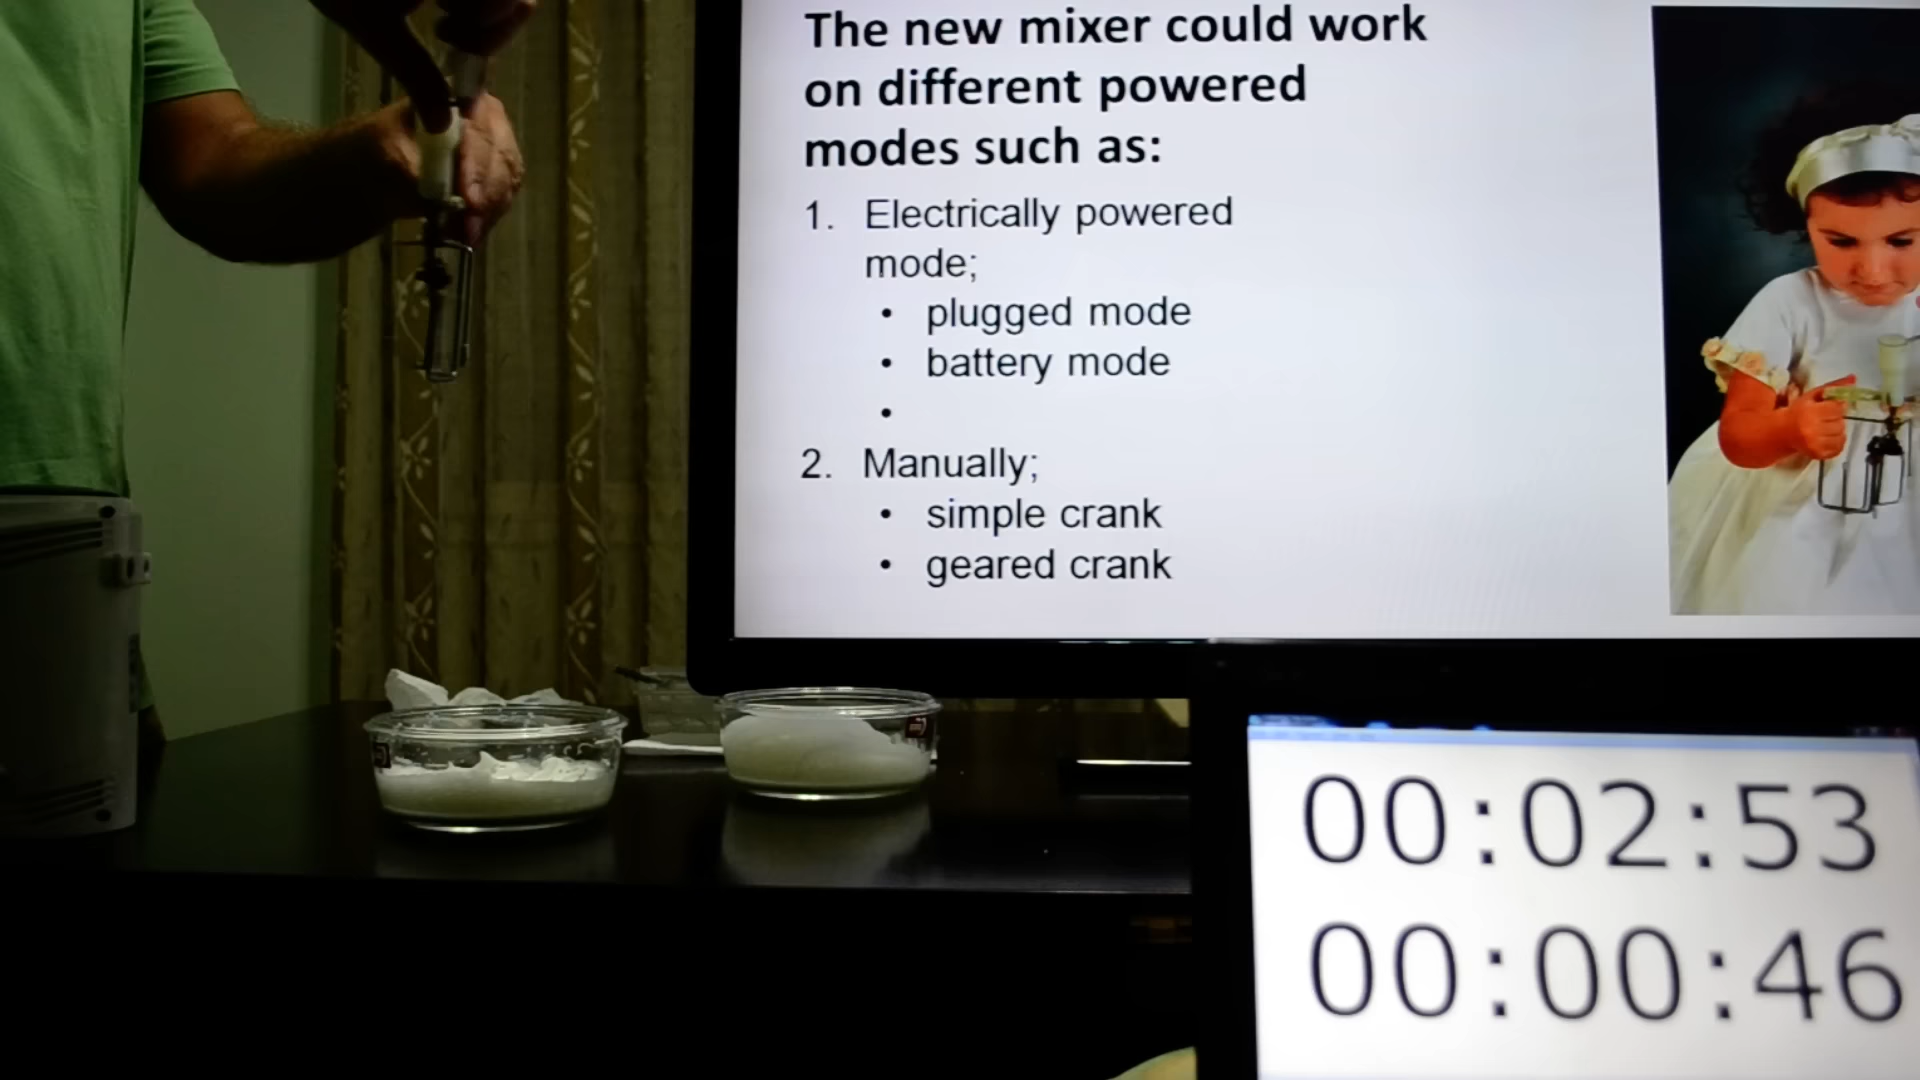 The new mixer could work
on different powered
modes such as:
1. Electrically powered
mode;
• plugged mode
• battery mode
•
2. Manually;
• simple crank
• geared crank
00:02:53
00:00:46